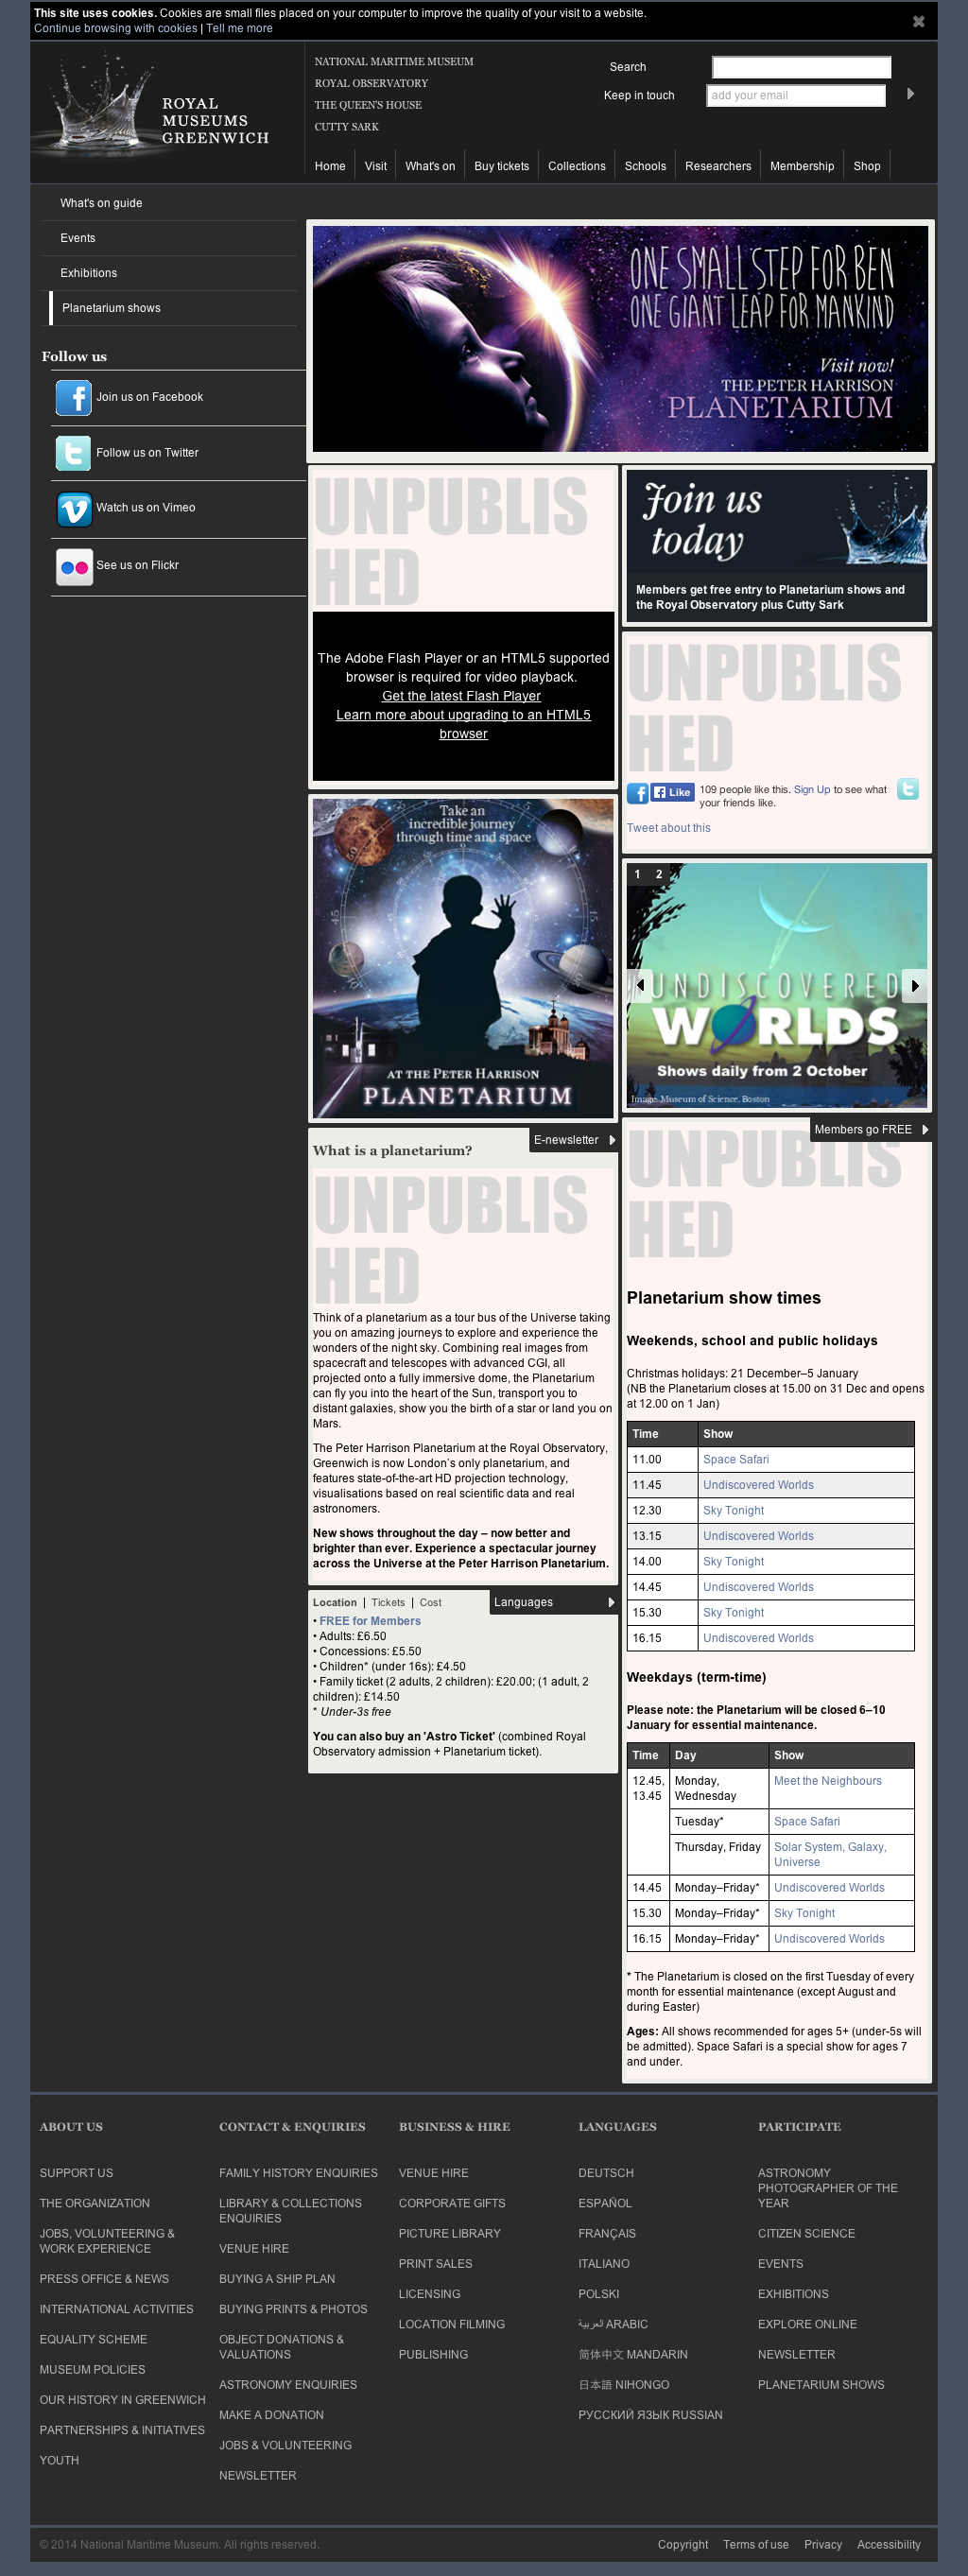 This site uses cookies. Cookies are small files placed on your computer to improve the quality of your visit to a website.
Continue browsing with cookies | Tell me more
ROYAL
MUSEUMS
GREENWICH
NATIONAL MARITIME MUSEUM
ROYAL OBSERVATORY
THE QUEEN'S HOUSE
CUTTY SARK
Search
Keep in touch
add your email
Home
Visit
What's on
Buy tickets
Collections
Schools
Researchers
Membership
Shop
What's on guide
Events
Exhibitions
Planetarium shows
Follow us
Join us on Facebook
Follow us on Twitter
Watch us on Vimeo
See us on Flickr
ONE SMALL STEP FOR BEN
ONE GIANT LEAP FOR MANKIND
Visit now!
THE PETER HARRISON
PLANETARIUM
UNPUBLIS
HED
The Adobe Flash Player or an HTML5 supported
browser is required for video playback.
Get the latest Flash Player
Learn more about upgrading to an HTML5
browser
Take an
incredible journey
through time and space
AT THE PETER HARRISON
PLANETARIUM
E-newsletter
What is a planetarium?
UNPUBLIS
HED
Think of a planetarium as a tour bus of the Universe taking
you on amazing journeys to explore and experience the
wonders of the night sky. Combining real images from
spacecraft and telescopes with advanced CGI, all
projected onto a fully immersive dome, the Planetarium
can fly you into the heart of the Sun, transport you to
distant galaxies, show you the birth of a star or land you on
Mars.
The Peter Harrison Planetarium at the Royal Observatory,
Greenwich is now London's only planetarium, and
features state-of-the-art HD projection technology,
visualisations based on real scientific data and real
astronomers.
New shows throughout the day – now better and
brighter than ever. Experience a spectacular journey
across the Universe at the Peter Harrison Planetarium.
Location | Tickets | Cost
Languages
• FREE for Members
• Adults: £6.50
• Concessions: £5.50
• Children* (under 16s): £4.50
• Family ticket (2 adults, 2 children): £20.00; (1 adult, 2
children): £14.50
* Under-3s free
You can also buy an 'Astro Ticket' (combined Royal
Observatory admission + Planetarium ticket).
Join us
today
Members get free entry to Planetarium shows and
the Royal Observatory plus Cutty Sark
UNPUBLIS
HED
Like
109 people like this. Sign Up to see what
your friends like.
Tweet about this
1 2
UNDISCOVERED
WORLDS
Shows daily from 2 October
Image: Museum of Science, Boston
Members go FREE
UNPUBLIS
HED
Planetarium show times
Weekends, school and public holidays
Christmas holidays: 21 December–5 January
(NB the Planetarium closes at 15.00 on 31 Dec and opens
at 12.00 on 1 Jan)
Time Show
11.00 Space Safari
11.45 Undiscovered Worlds
12.30 Sky Tonight
13.15 Undiscovered Worlds
14.00 Sky Tonight
14.45 Undiscovered Worlds
15.30 Sky Tonight
16.15 Undiscovered Worlds
Weekdays (term-time)
Please note: the Planetarium will be closed 6–10
January for essential maintenance.
Time Day Show
12.45, Monday, Meet the Neighbours
13.45 Wednesday
Tuesday* Space Safari
Thursday, Friday Solar System, Galaxy,
Universe
14.45 Monday–Friday* Undiscovered Worlds
15.30 Monday–Friday* Sky Tonight
16.15 Monday–Friday* Undiscovered Worlds
* The Planetarium is closed on the first Tuesday of every
month for essential maintenance (except August and
during Easter)
Ages: All shows recommended for ages 5+ (under-5s will
be admitted). Space Safari is a special show for ages 7
and under.
ABOUT US
SUPPORT US
THE ORGANIZATION
JOBS, VOLUNTEERING &
WORK EXPERIENCE
PRESS OFFICE & NEWS
INTERNATIONAL ACTIVITIES
EQUALITY SCHEME
MUSEUM POLICIES
OUR HISTORY IN GREENWICH
PARTNERSHIPS & INITIATIVES
YOUTH
CONTACT & ENQUIRIES
FAMILY HISTORY ENQUIRIES
LIBRARY & COLLECTIONS
ENQUIRIES
VENUE HIRE
BUYING A SHIP PLAN
BUYING PRINTS & PHOTOS
OBJECT DONATIONS &
VALUATIONS
ASTRONOMY ENQUIRIES
MAKE A DONATION
JOBS & VOLUNTEERING
NEWSLETTER
BUSINESS & HIRE
VENUE HIRE
CORPORATE GIFTS
PICTURE LIBRARY
PRINT SALES
LICENSING
LOCATION FILMING
PUBLISHING
LANGUAGES
DEUTSCH
ESPAÑOL
FRANÇAIS
ITALIANO
POLSKI
العربية ARABIC
简体中文 MANDARIN
日本語 NIHONGO
РУССКИЙ ЯЗЫК RUSSIAN
PARTICIPATE
ASTRONOMY
PHOTOGRAPHER OF THE
YEAR
CITIZEN SCIENCE
EVENTS
EXHIBITIONS
EXPLORE ONLINE
NEWSLETTER
PLANETARIUM SHOWS
© 2014 National Maritime Museum. All rights reserved.
Copyright
Terms of use
Privacy
Accessibility